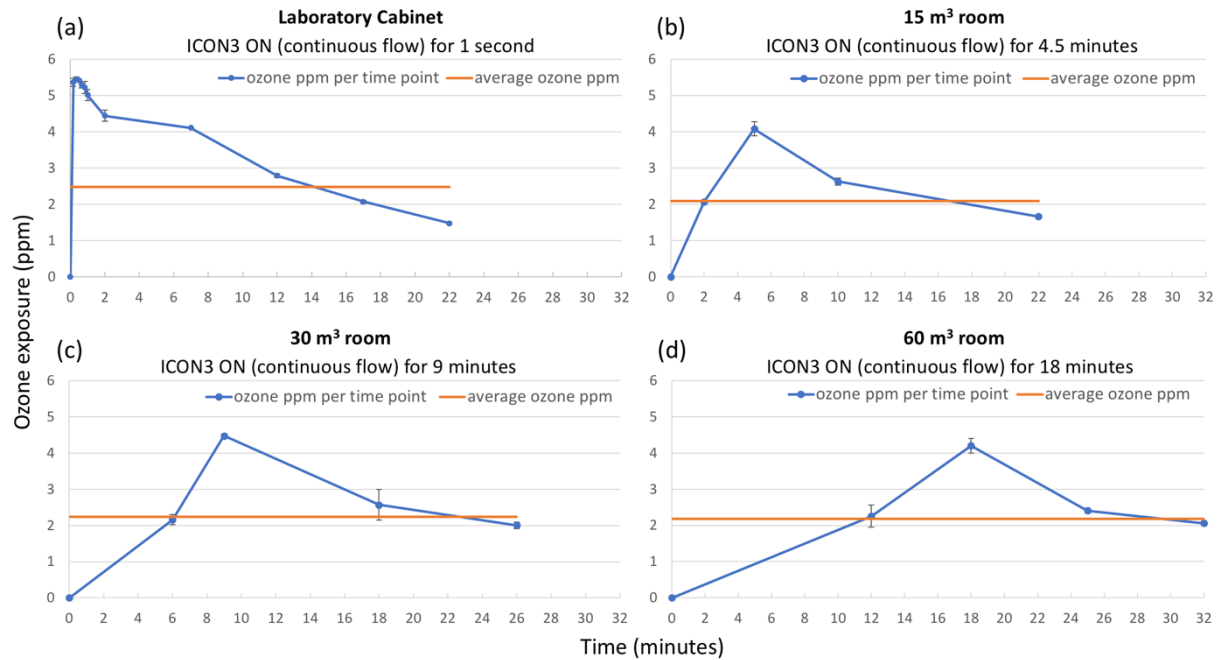 (a)
Laboratory Cabinet
ICON3 ON (continuous flow) for 1 second
ozone ppm per time point
average ozone ppm
6
5
4
3
2
1
0
0 2 4 6 8 10 12 14 16 18 20 22 24 26 28 30 32
(b)
15 m³ room
ICON3 ON (continuous flow) for 4.5 minutes
ozone ppm per time point
average ozone ppm
6
5
4
3
2
1
0
0 2 4 6 8 10 12 14 16 18 20 22 24 26 28 30 32
(c)
30 m³ room
ICON3 ON (continuous flow) for 9 minutes
ozone ppm per time point
average ozone ppm
6
5
4
3
2
1
0
0 2 4 6 8 10 12 14 16 18 20 22 24 26 28 30 32
(d)
60 m³ room
ICON3 ON (continuous flow) for 18 minutes
ozone ppm per time point
average ozone ppm
6
5
4
3
2
1
0
0 2 4 6 8 10 12 14 16 18 20 22 24 26 28 30 32
Ozone exposure (ppm)
Time (minutes)